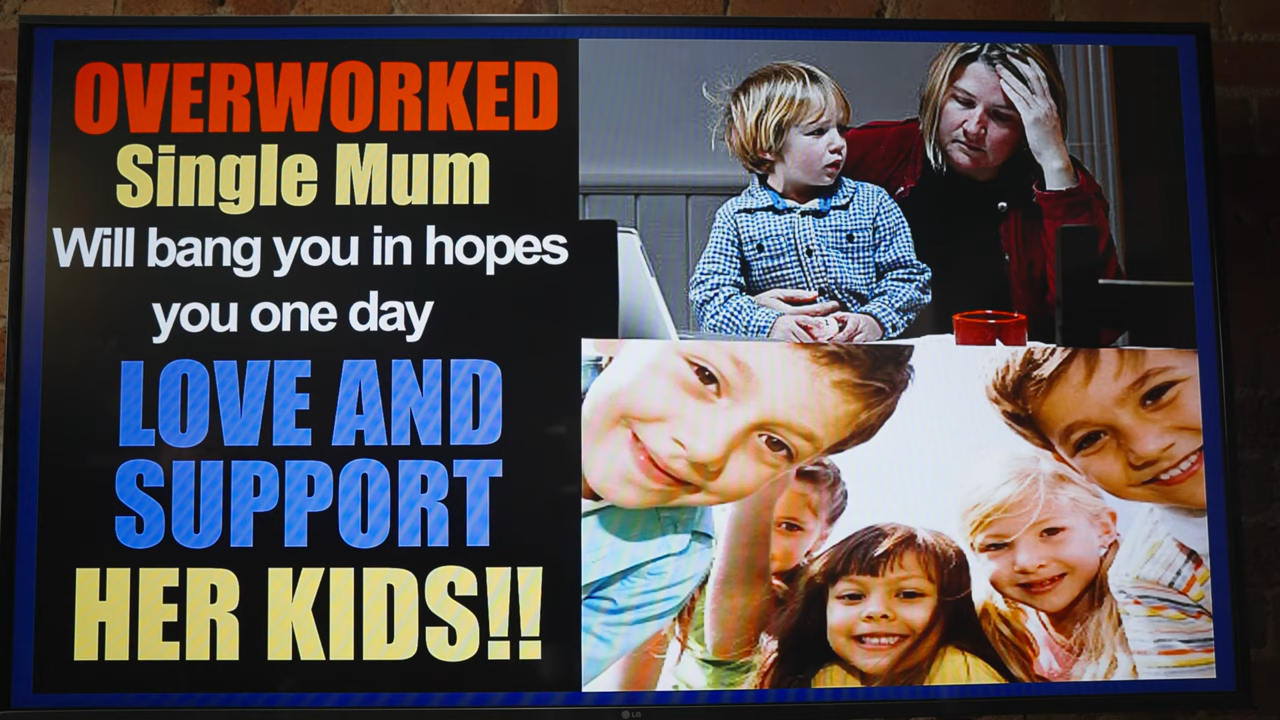 OVERWORKED
Single Mum
Will bang you in hopes
you one day
LOVE AND
SUPPORT
HER KIDS!!
LG